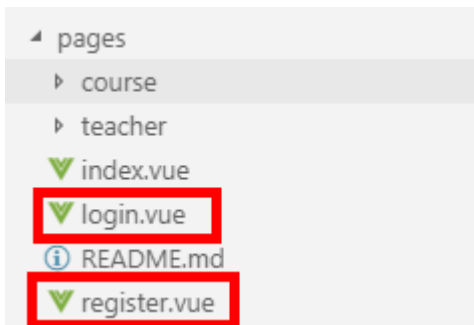 pages
course
teacher
index.vue
login.vue
README.md
register.vue